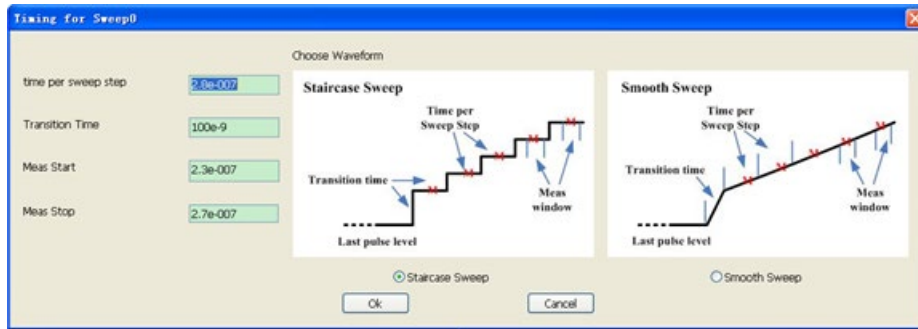 Timing for Sweep0
Choose Waveform
time per sweep step 2.8e-007
Transition Time 100e-9
Meas Start 2.3e-007
Meas Stop 2.7e-007
Staircase Sweep
Time per
Sweep Step
Transition time
M M M M M
Meas
window
Last pulse level
Smooth Sweep
Time per
Sweep Step
Transition time
M M M M M
Meas
window
Last pulse level
Staircase Sweep
Smooth Sweep
Ok
Cancel